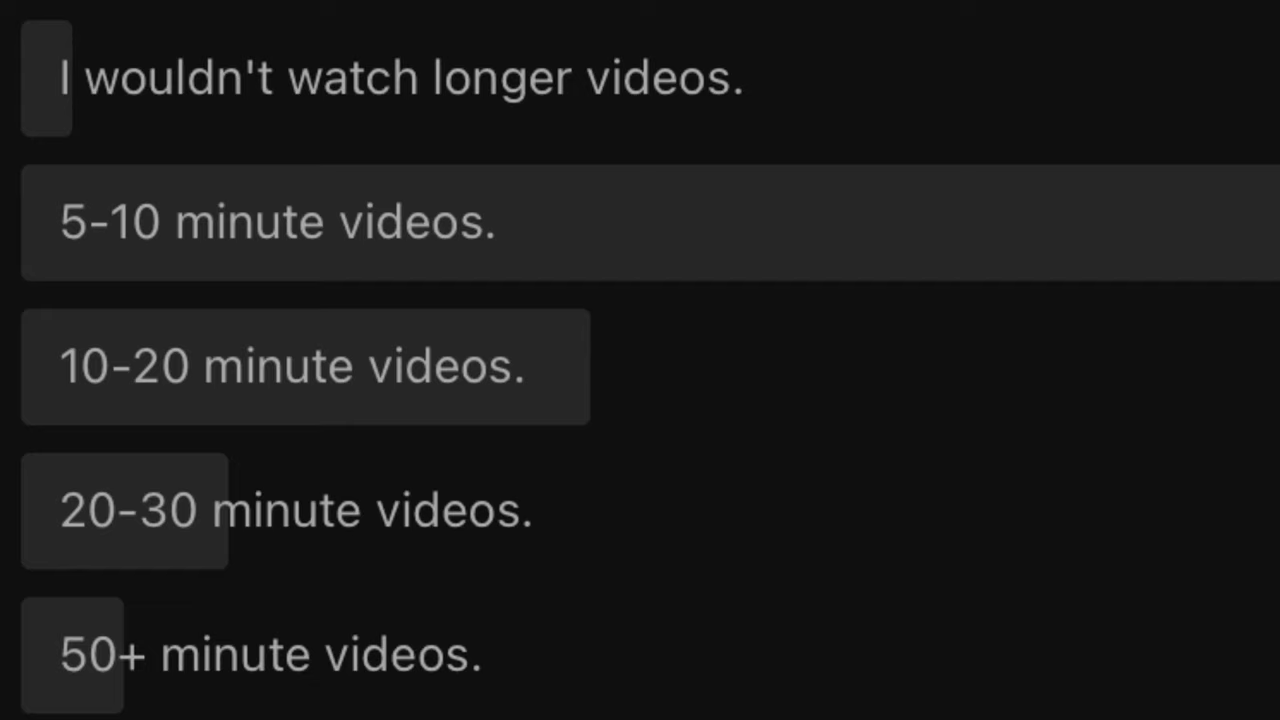 I wouldn't watch longer videos.
5-10 minute videos.
10-20 minute videos.
20-30 minute videos.
50+ minute videos.